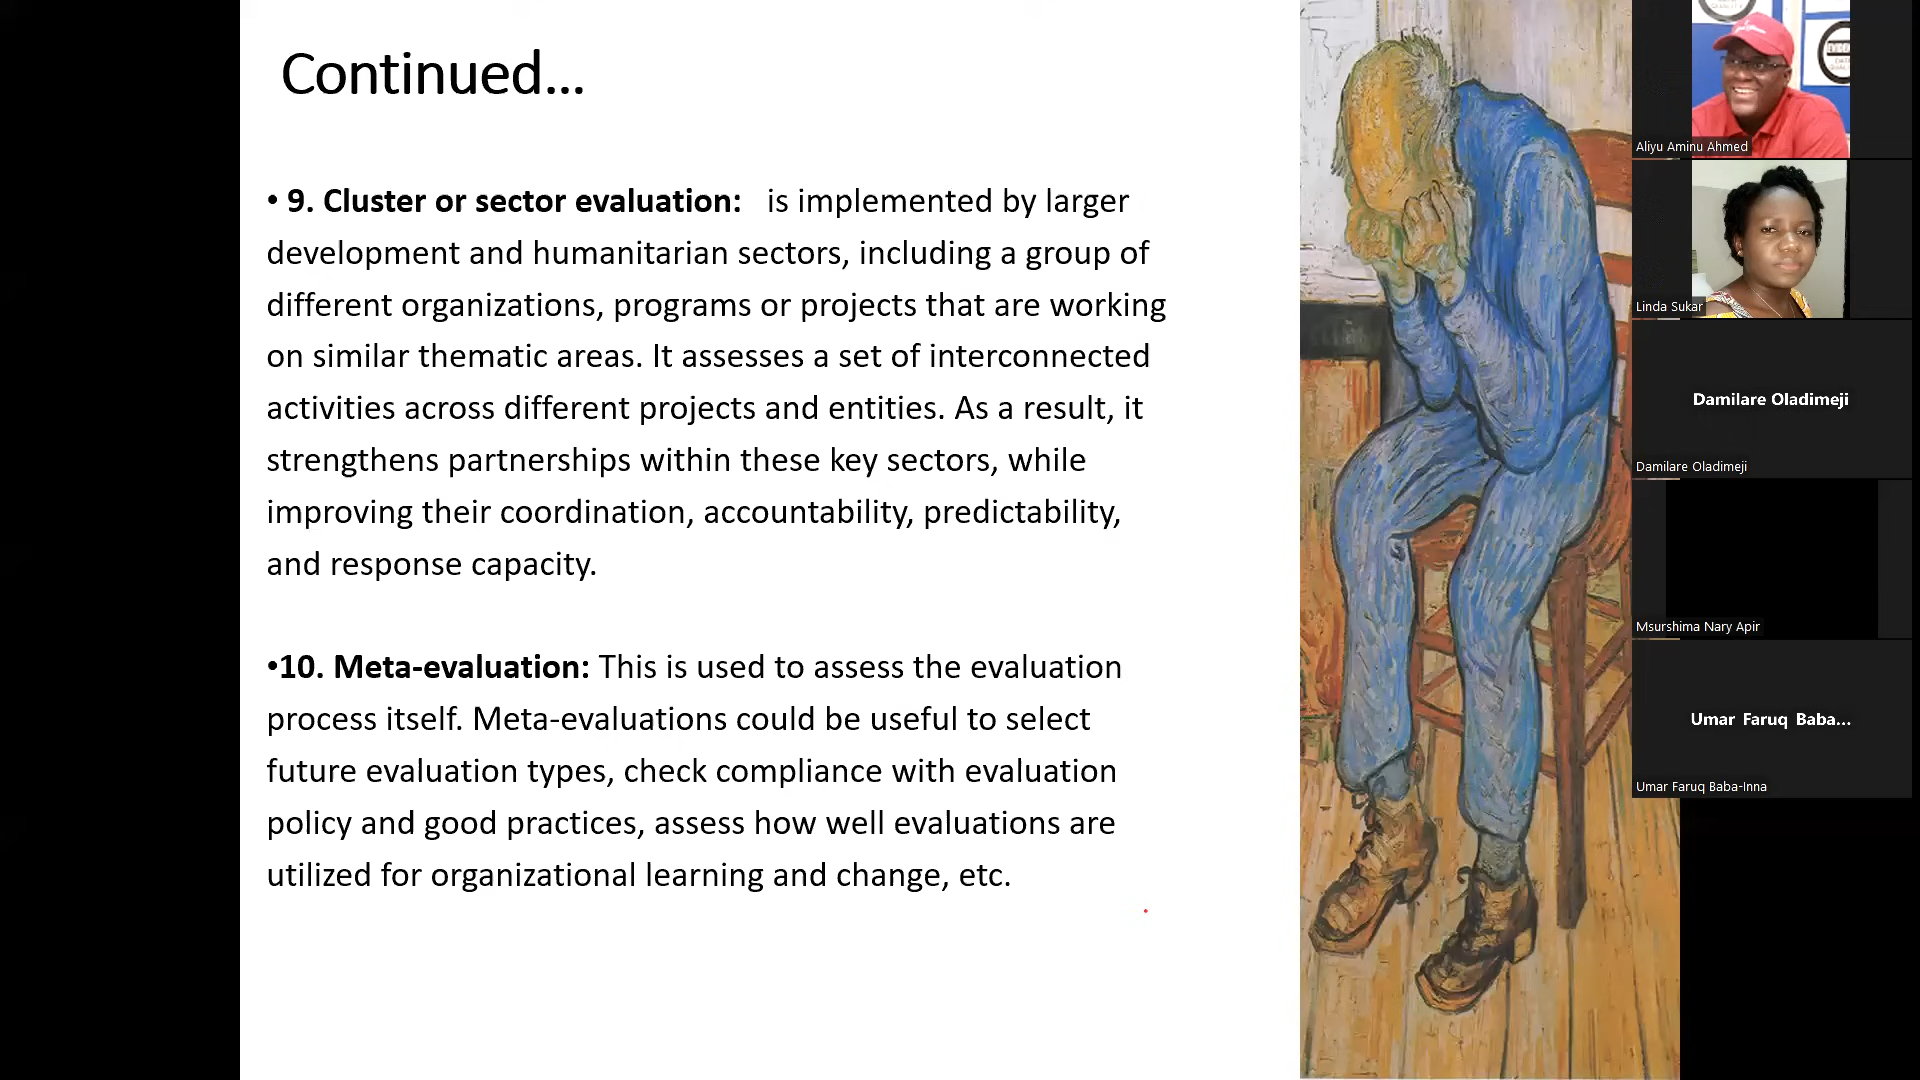 Continued...
• 9. Cluster or sector evaluation: is implemented by larger
development and humanitarian sectors, including a group of
different organizations, programs or projects that are working
on similar thematic areas. It assesses a set of interconnected
activities across different projects and entities. As a result, it
strengthens partnerships within these key sectors, while
improving their coordination, accountability, predictability,
and response capacity.
•10. Meta-evaluation: This is used to assess the evaluation
process itself. Meta-evaluations could be useful to select
future evaluation types, check compliance with evaluation
policy and good practices, assess how well evaluations are
utilized for organizational learning and change, etc.
Aliyu Aminu Ahmed
Linda Sukar
Damilare Oladimeji
Damilare Oladimeji
Msurshima Nary Apir
Umar Faruq Baba...
Umar Faruq Baba-Inna